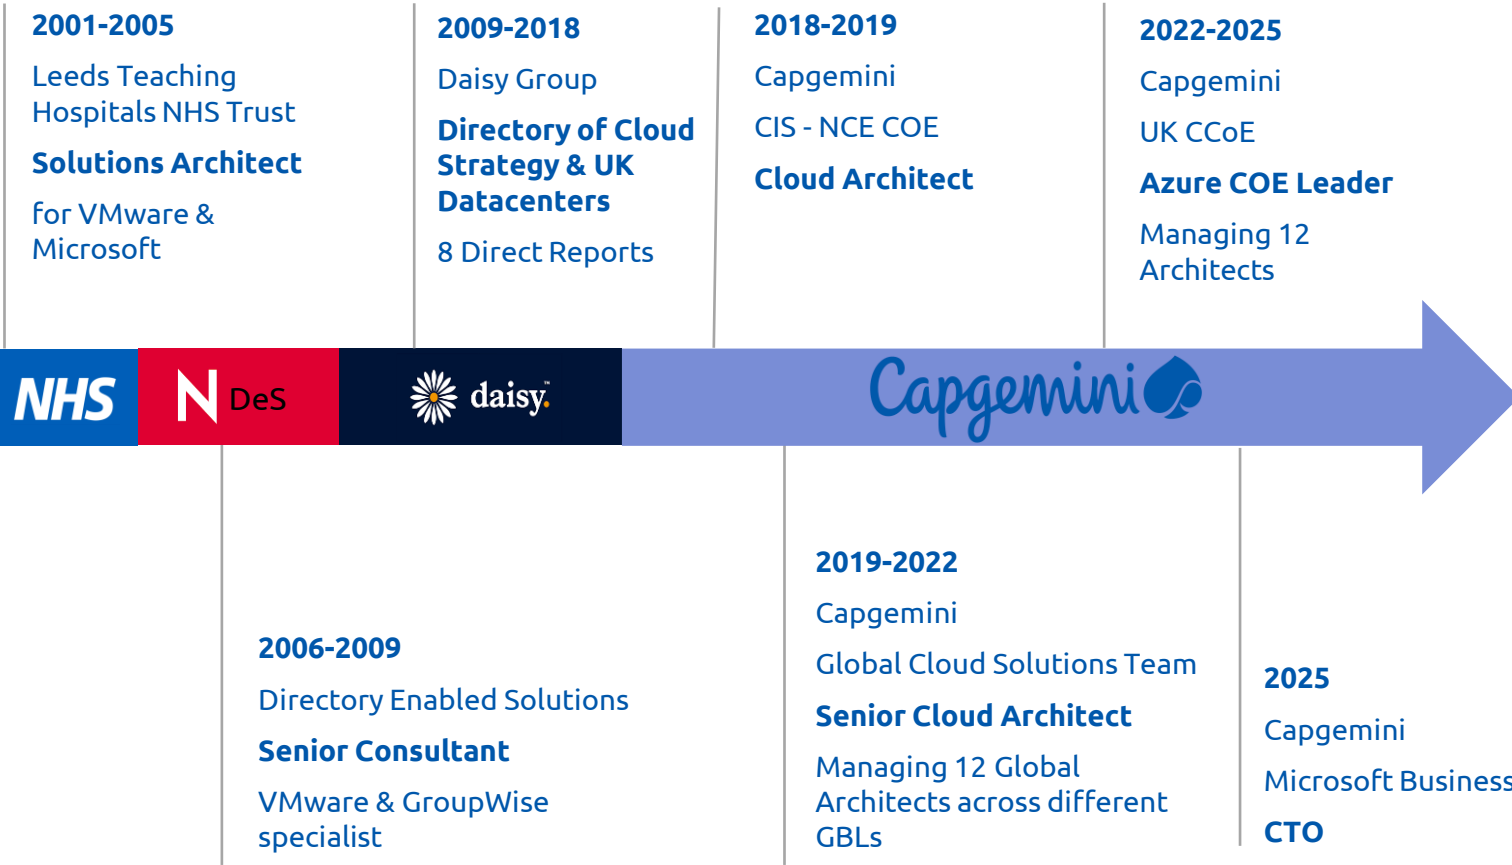 2001-2005
Leeds Teaching
Hospitals NHS Trust
Solutions Architect
for VMware &
Microsoft
2009-2018
Daisy Group
Directory of Cloud
Strategy & UK
Datacenters
8 Direct Reports
2018-2019
Capgemini
CIS - NCE COE
Cloud Architect
2022-2025
Capgemini
UK CCoE
Azure COE Leader
Managing 12
Architects
NHS
N DeS
daisy.™
Capgemini
2006-2009
Directory Enabled Solutions
Senior Consultant
VMware & GroupWise
specialist
2019-2022
Capgemini
Global Cloud Solutions Team
Senior Cloud Architect
Managing 12 Global
Architects across different
GBLs
2025
Capgemini
Microsoft Business
CTO